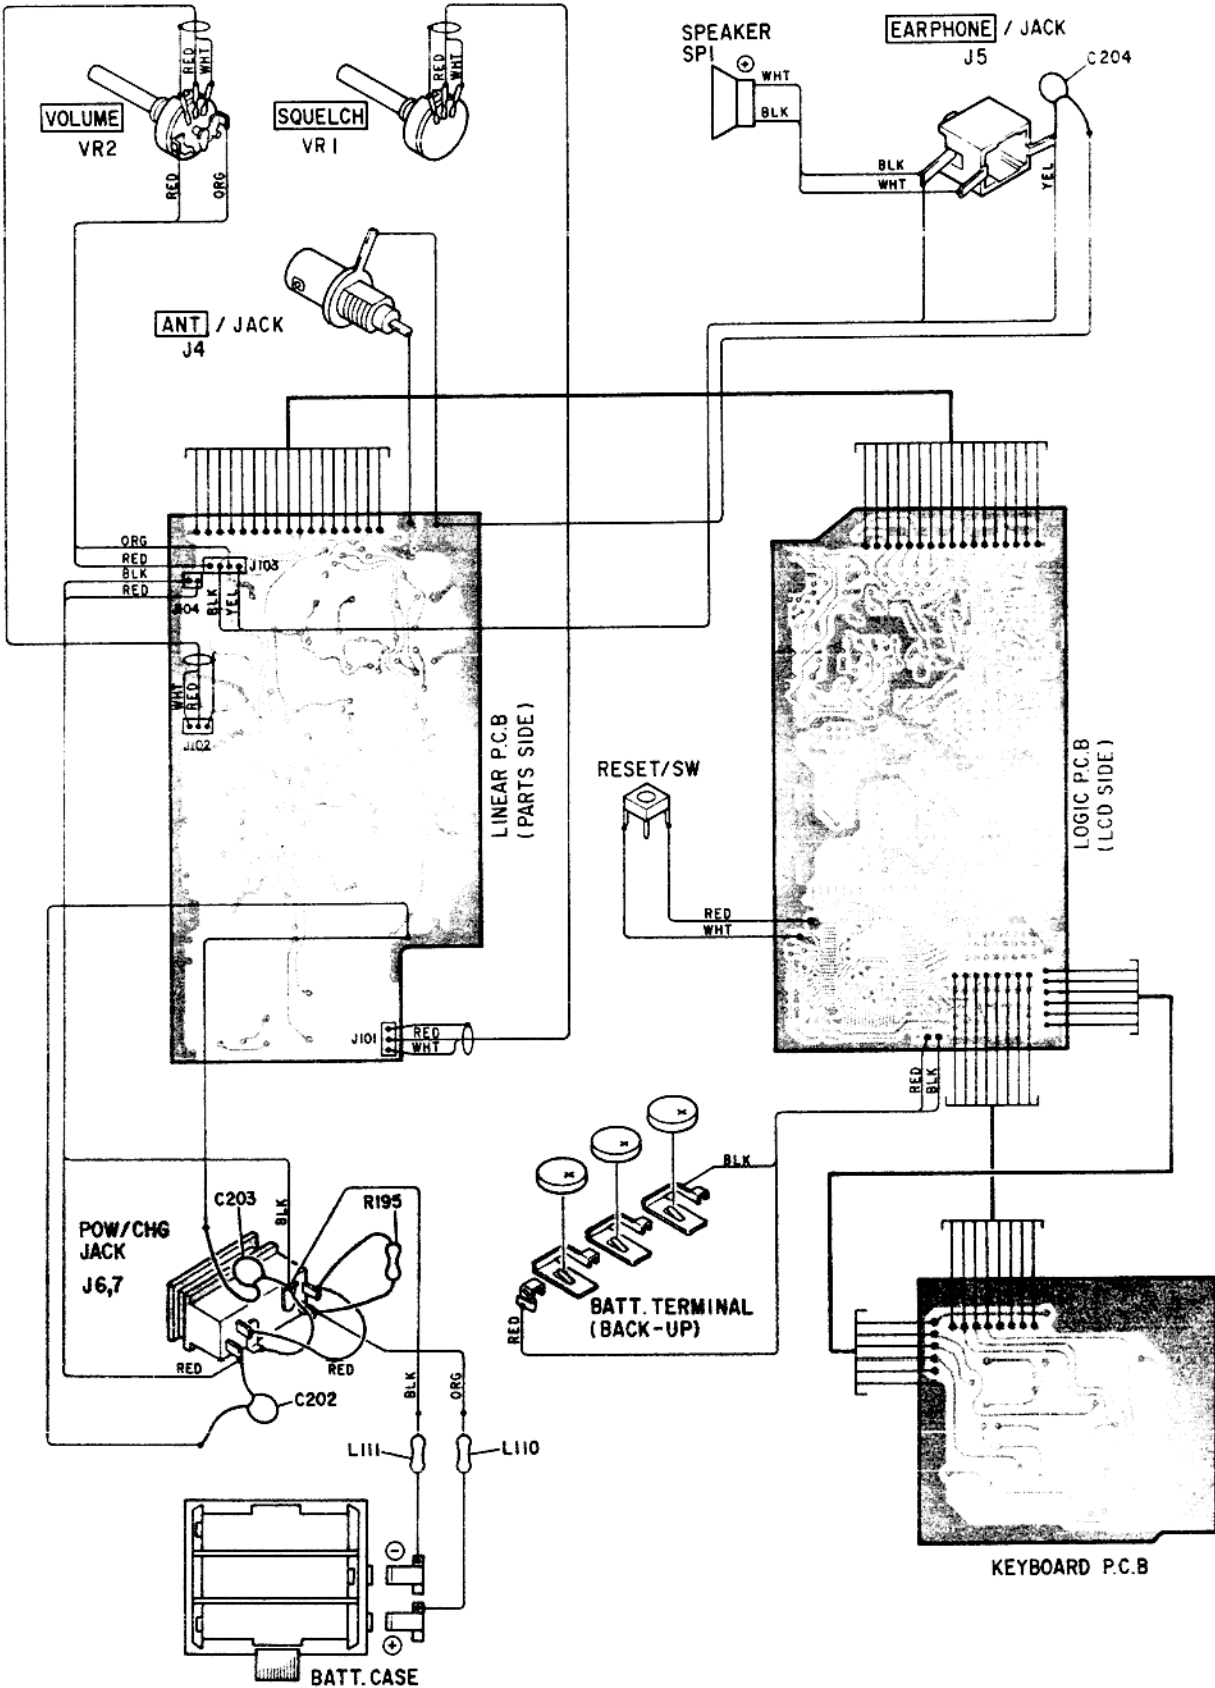 RED
WHT
VOLUME
VR2
RED
ORG
RED
WHT
SQUELCH
VR1
SPEAKER
SP1
⊕
WHT
BLK
EARPHONE / JACK
J5
C204
BLK
WHT
YEL
ANT / JACK
J4
ORG
RED
BLK
RED
J103
J104
BLK
YEL
WHT
RED
J102
LINEAR P.C.B
(PARTS SIDE)
RESET/SW
RED
WHT
LOGIC P.C.B
(LCD SIDE)
J101
RED
WHT
RED
BLK
BLK
RED
BATT. TERMINAL
(BACK-UP)
POW/CHG
JACK
J6,7
C203
BLK
R195
RED
RED
C202
BLK
ORG
L111
L110
⊖
⊕
BATT. CASE
KEYBOARD P.C.B